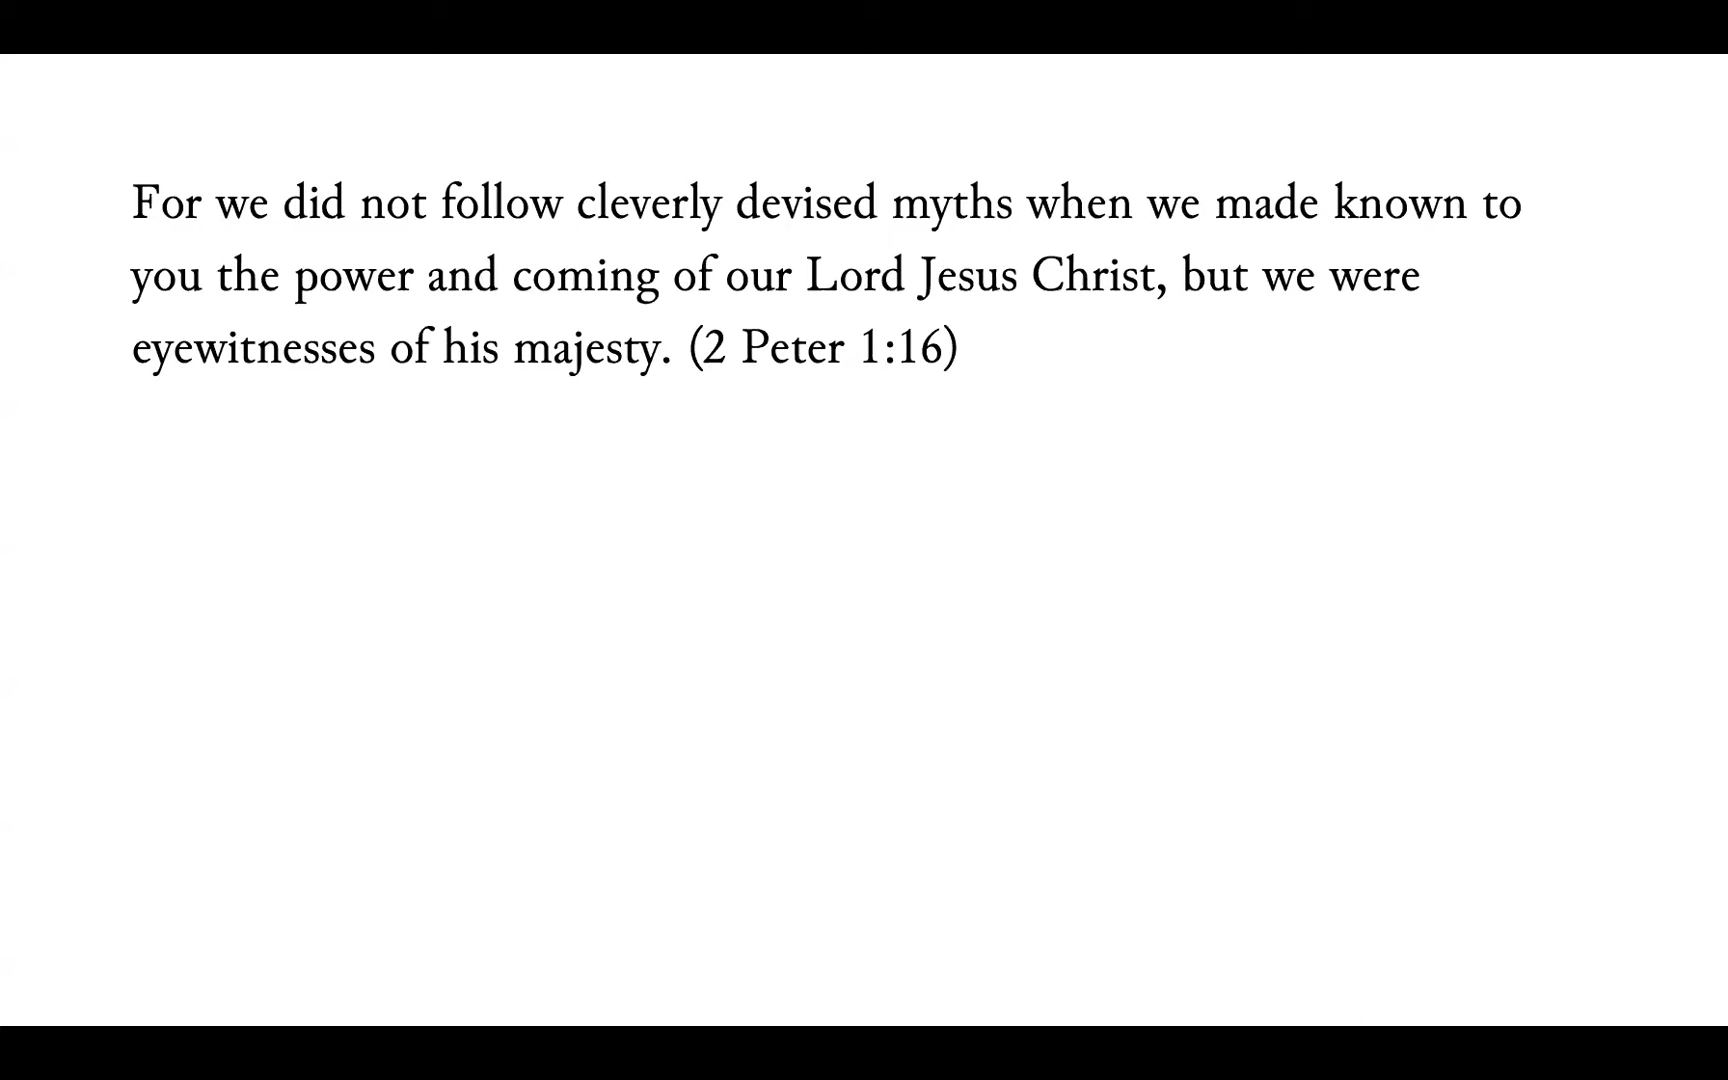 For we did not follow cleverly devised myths when we made known to
you the power and coming of our Lord Jesus Christ, but we were
eyewitnesses of his majesty. (2 Peter 1:16)